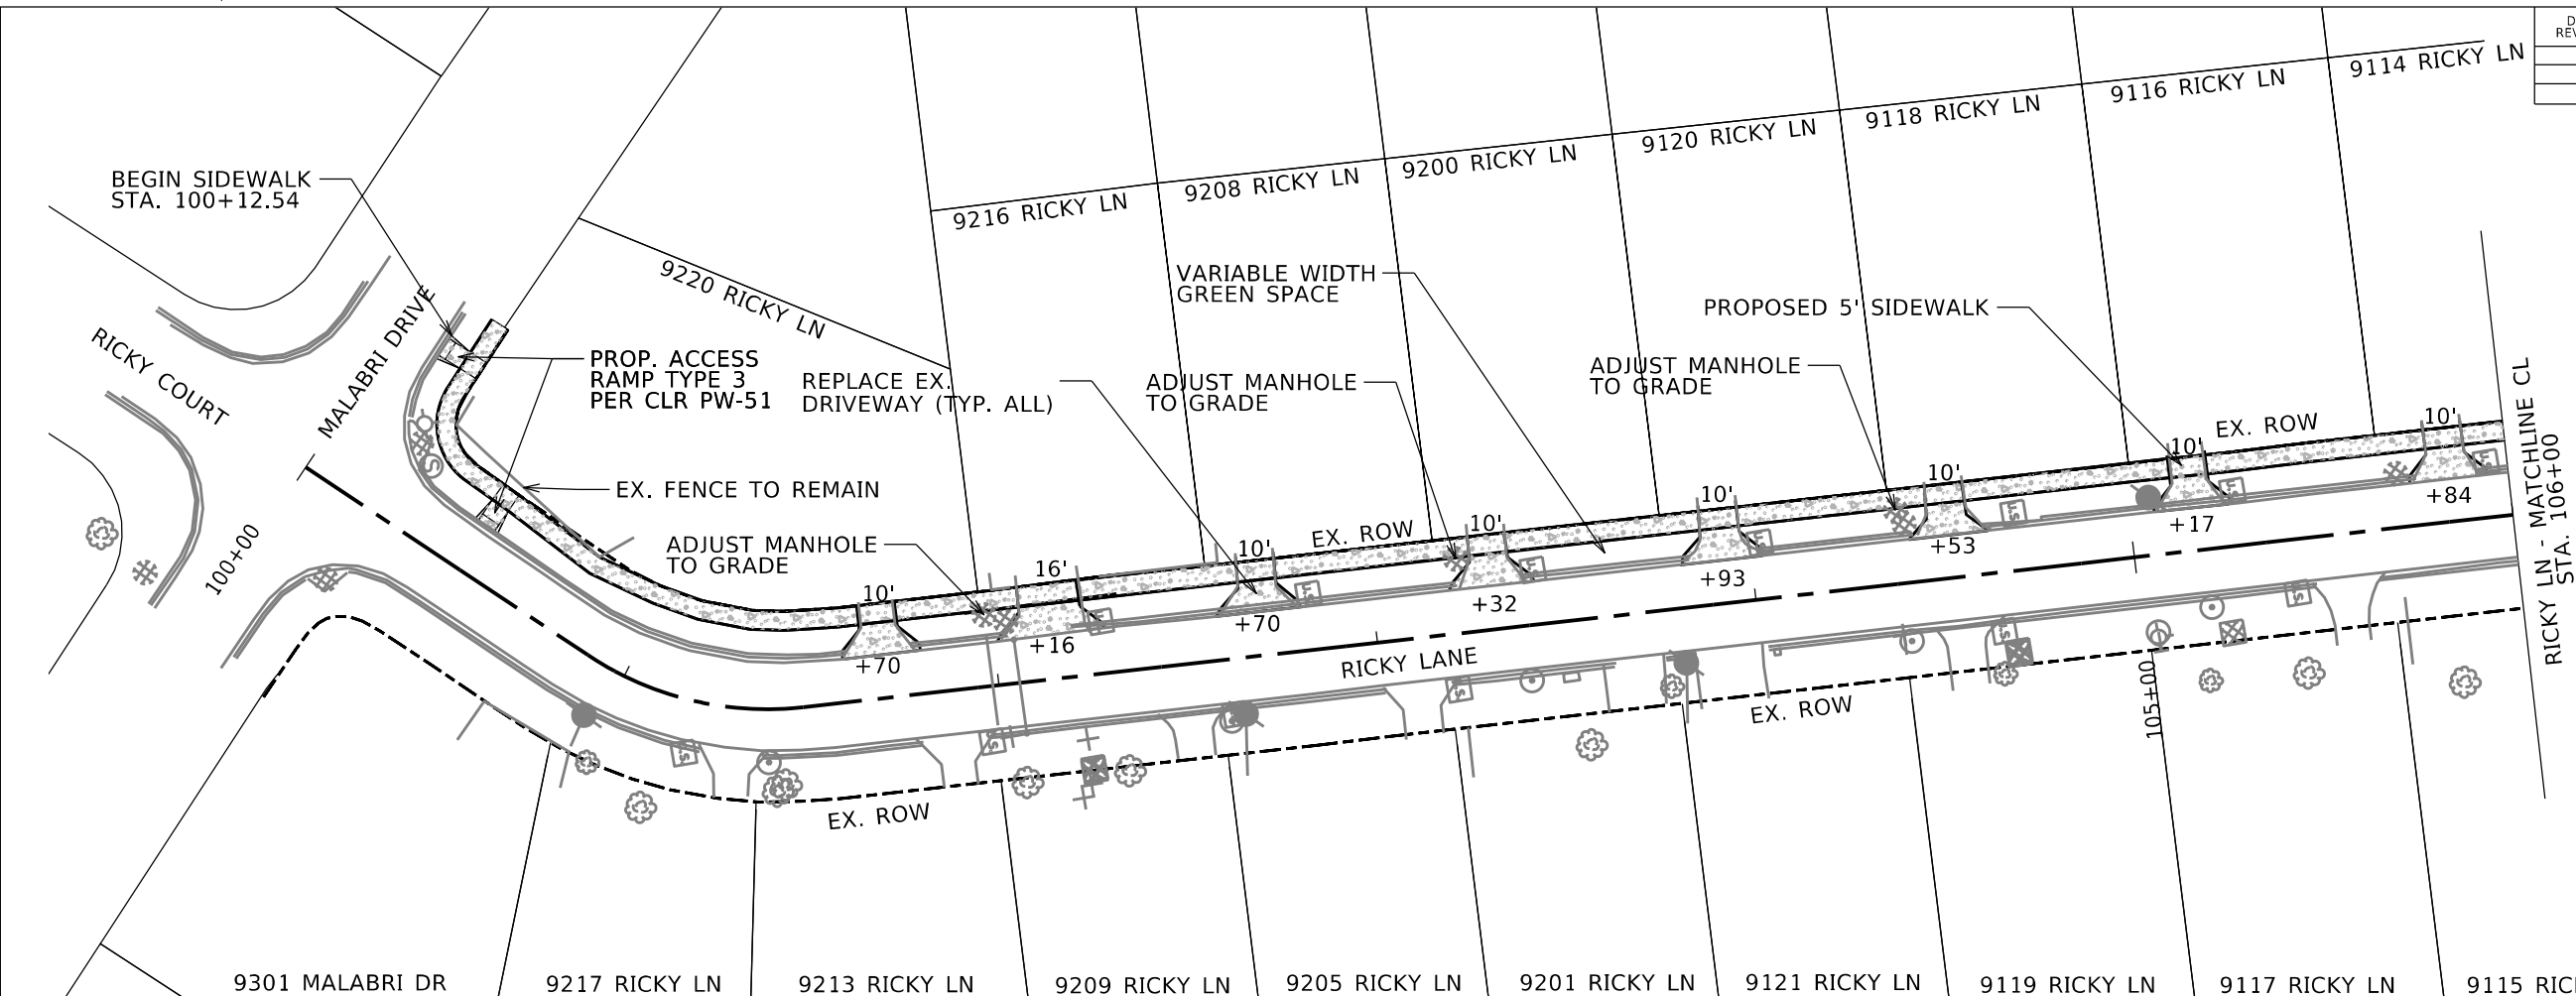 D
REV
9114 RICKY LN
9116 RICKY LN
9118 RICKY LN
9120 RICKY LN
9200 RICKY LN
9208 RICKY LN
9216 RICKY LN
9220 RICKY LN
BEGIN SIDEWALK
STA. 100+12.54
MALABRI DRIVE
RICKY COURT
100+00
PROP. ACCESS
RAMP TYPE 3
PER CLR PW-51
REPLACE EX.
DRIVEWAY (TYP. ALL)
VARIABLE WIDTH
GREEN SPACE
ADJUST MANHOLE
TO GRADE
PROPOSED 5' SIDEWALK
ADJUST MANHOLE
TO GRADE
EX. FENCE TO REMAIN
ADJUST MANHOLE
TO GRADE
10'
16'
10'
EX. ROW
10'
10'
10'
10'
EX. ROW
10'
+70
+16
+70
+32
+93
+53
+17
+84
S
RICKY LANE
EX. ROW
EX. ROW
105+00
RICKY LN - MATCHLINE CL
STA. 106+00
9301 MALABRI DR
9217 RICKY LN
9213 RICKY LN
9209 RICKY LN
9205 RICKY LN
9201 RICKY LN
9121 RICKY LN
9119 RICKY LN
9117 RICKY LN
9115 RIC